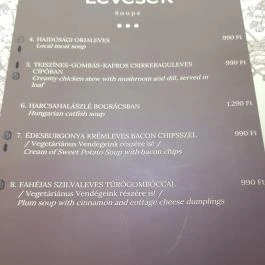 LEVESEK
Soups
4. HAJDÚSÁGI ORJALEVES 990 Ft
Local meat soup
5. TEJSZÍNES-GOMBÁS-KAPROS CSIRKERAGULEVES 990 Ft
CIPÓBAN
Creamy chicken stew with mushroom and dill, served in
loaf
6. HARCSAHALÁSZLÉ BOGRÁCSBAN 1.290 Ft
Hungarian catfish soup
7. ÉDESBURGONYA KRÉMLEVES BACON CHIPSSZEL 990 Ft
/ Vegetáriánus Vendégeink részére is! /
Cream of Sweet Potato Soup with bacon chips
8. FAHÉJAS SZILVALEVES TÚRÓGOMBÓCCAL 990 Ft
/ Vegetáriánus Vendégeink részére is! /
Plum soup with cinnamon and cottage cheese dumplings